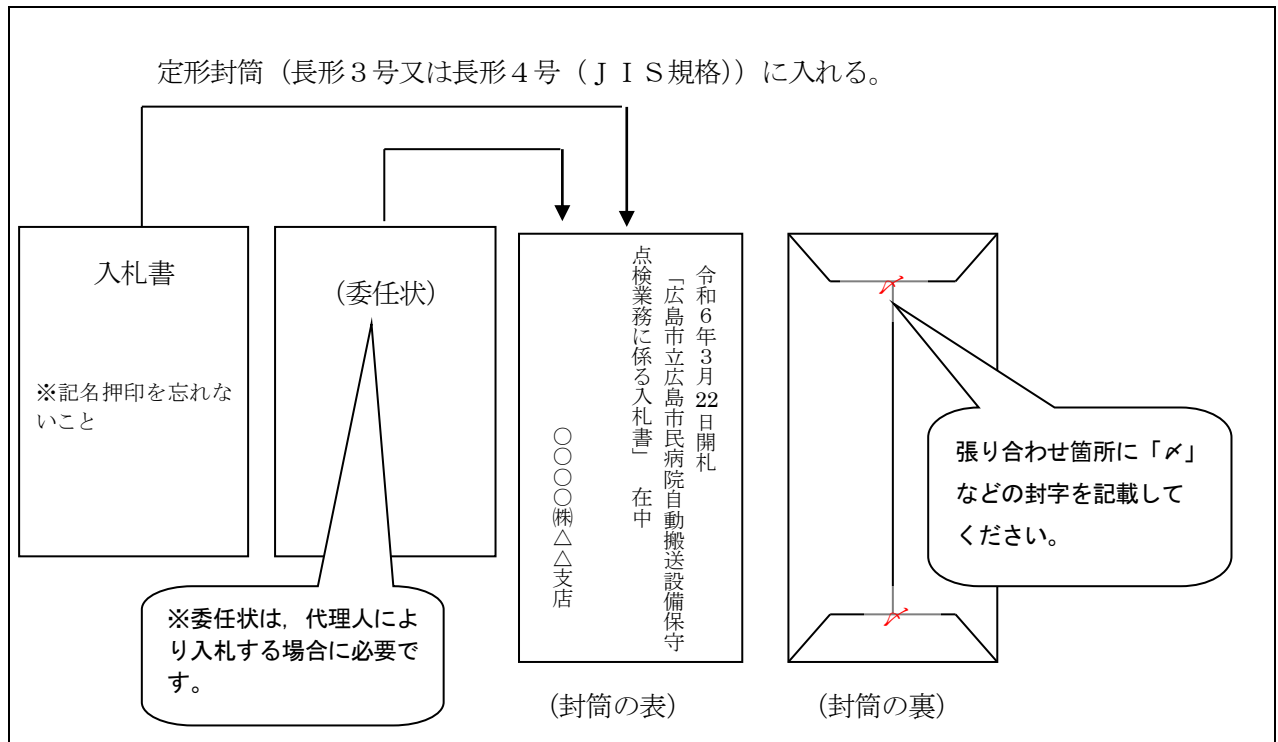 定形封筒（長形３号又は長形４号（ＪＩＳ規格））に入れる。
入札書
※記名押印を忘れな
いこと
（委任状）
※委任状は，代理人によ
り入札する場合に必要で
す。
令和６年３月22日開札
「広島市立広島市民病院自動搬送設備保守
点検業務に係る入札書」　在中
○○○○㈱△△支店
（封筒の表）
〆
〆
張り合わせ箇所に「〆」
などの封字を記載して
ください。
（封筒の裏）